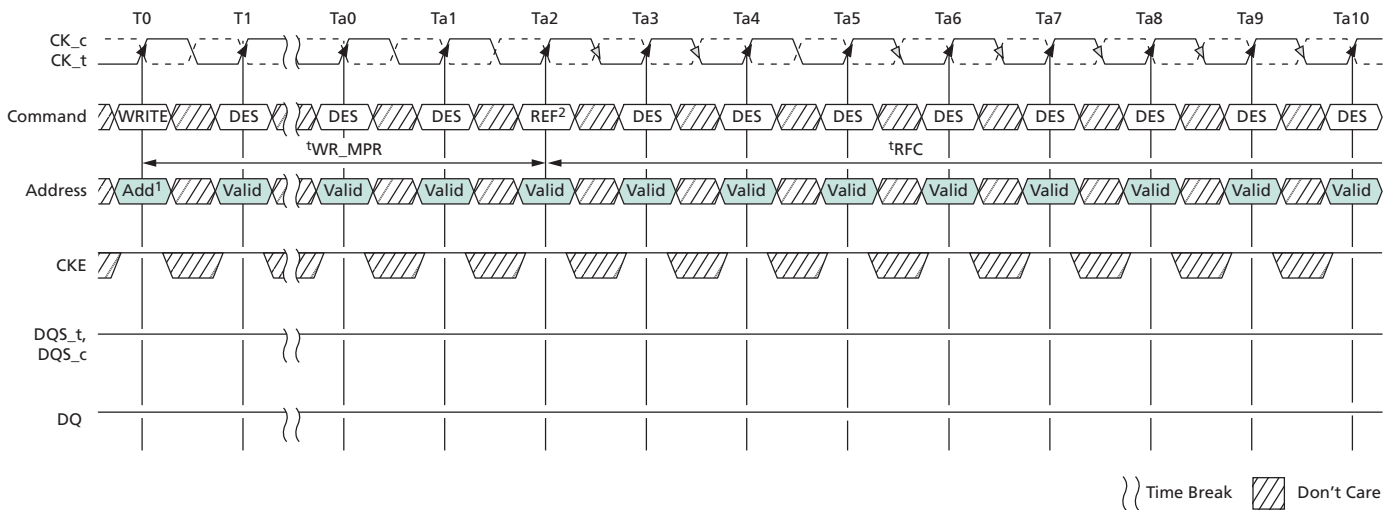 T0 T1 Ta0 Ta1 Ta2 Ta3 Ta4 Ta5 Ta6 Ta7 Ta8 Ta9 Ta10
CK_c
CK_t
Command WRITE DES DES DES REF² DES DES DES DES DES DES DES DES
ᵗWR_MPR ᵗRFC
Address Add¹ Valid Valid Valid Valid Valid Valid Valid Valid Valid Valid Valid Valid
CKE
DQS_t,
DQS_c
DQ
Time Break Don't Care